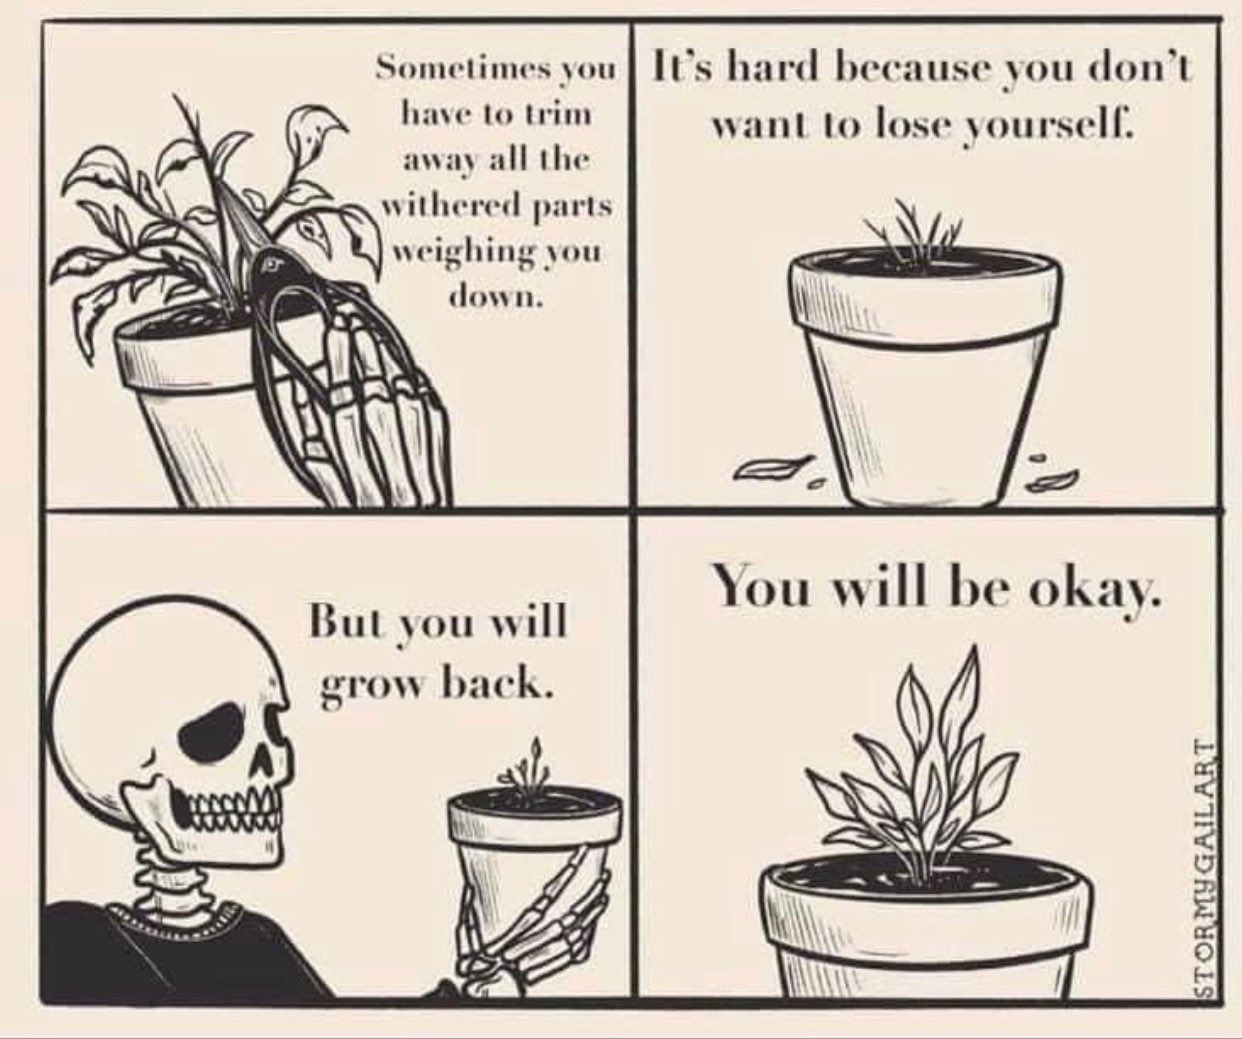 Sometimes you
have to trim
away all the
withered parts
weighing you
down.
It's hard because you don't
want to lose yourself.
But you will
grow back.
You will be okay.
STORMYGAILART